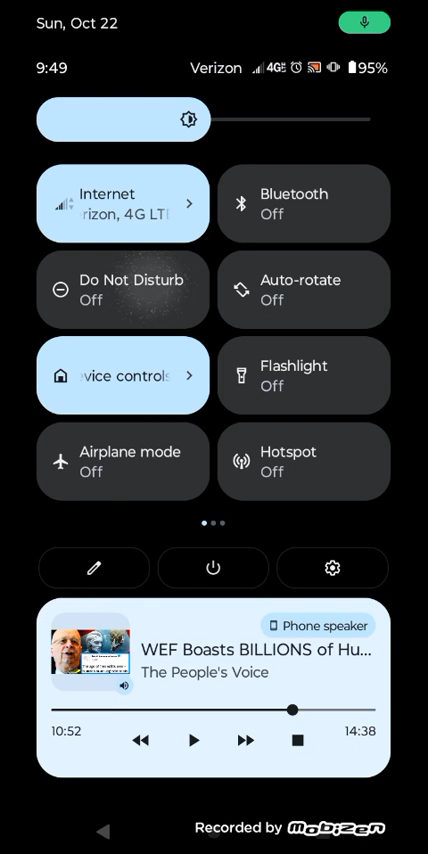 Sun, Oct 22
9:49
Verizon 4G 95%
Internet
rizon, 4G LT
Bluetooth
Off
Do Not Disturb
Off
Auto-rotate
Off
vice controls
Flashlight
Off
Airplane mode
Off
Hotspot
Off
Phone speaker
WEF Boasts BILLIONS of Hu...
The People's Voice
10:52
14:38
Recorded by Mobizen